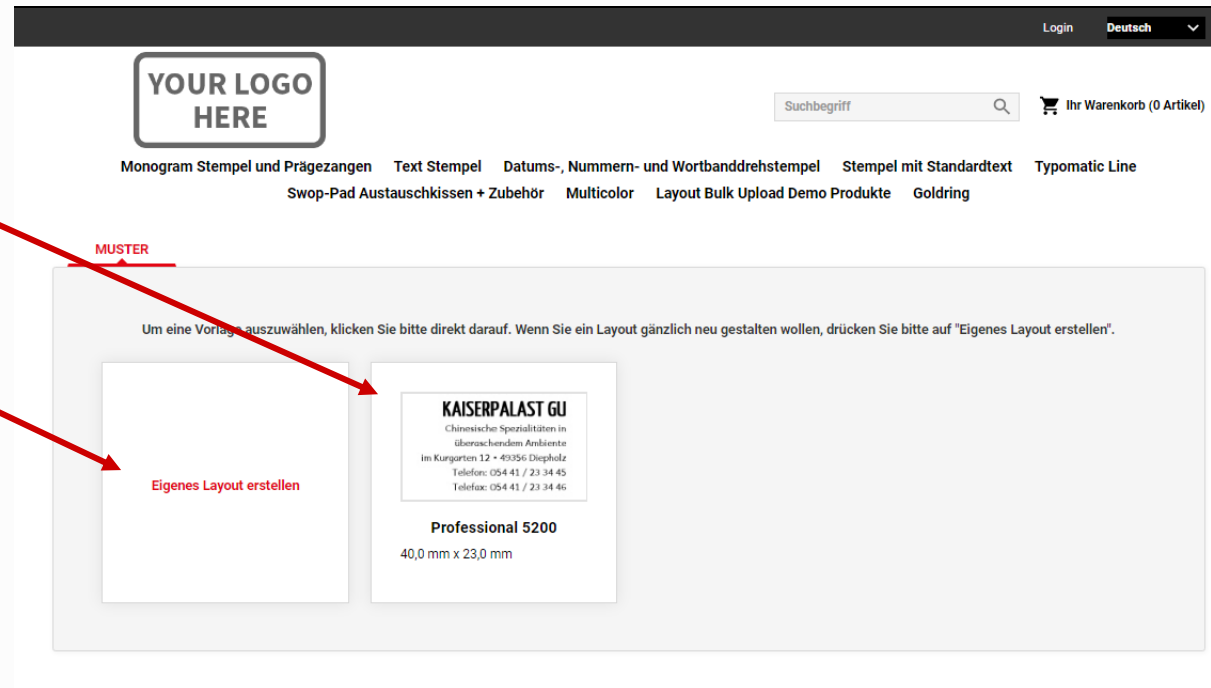 Login Deutsch
YOUR LOGO
HERE
Suchbegriff
Ihr Warenkorb (0 Artikel)
Monogram Stempel und Prägezangen Text Stempel Datums-, Nummern- und Wortbanddrehstempel Stempel mit Standardtext Typomatic Line
Swop-Pad Austauschkissen + Zubehör Multicolor Layout Bulk Upload Demo Produkte Goldring
MUSTER
Um eine Vorlage auszuwählen, klicken Sie bitte direkt darauf. Wenn Sie ein Layout gänzlich neu gestalten wollen, drücken Sie bitte auf "Eigenes Layout erstellen".
Eigenes Layout erstellen
KAISERPALAST GU
Chinesische Spezialitäten in
überaschendem Ambiente
im Kurgarten 12 • 49356 Diepholz
Telefon: 054 41 / 23 34 45
Telefax: 054 41 / 23 34 46
Professional 5200
40,0 mm x 23,0 mm